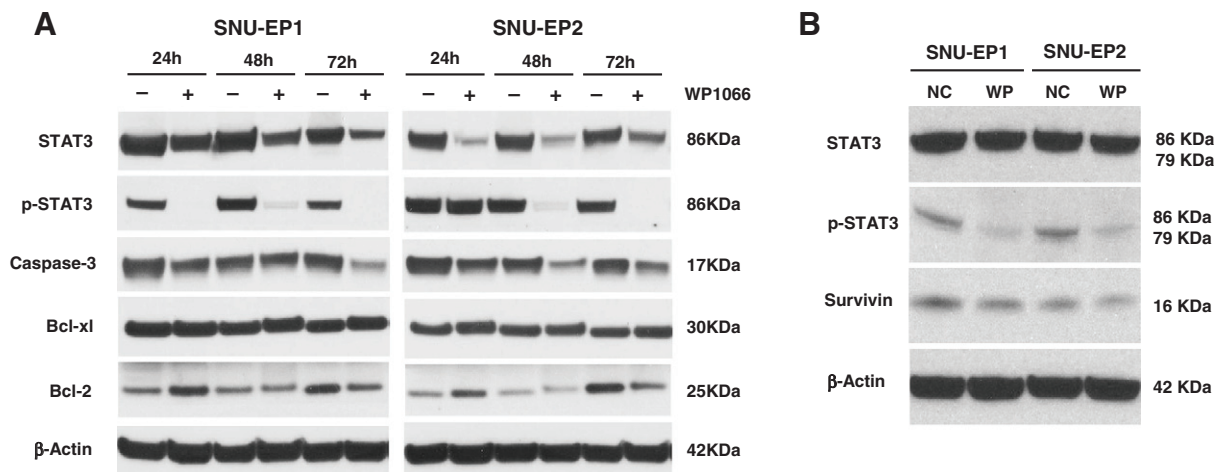 A
SNU-EP1 SNU-EP2
24h 48h 72h 24h 48h 72h
– + – + – + – + – + – + WP1066
STAT3 86KDa
p-STAT3 86KDa
Caspase-3 17KDa
Bcl-xl 30KDa
Bcl-2 25KDa
β-Actin 42KDa
B
SNU-EP1 SNU-EP2
NC WP NC WP
STAT3 86 KDa
79 KDa
p-STAT3 86 KDa
79 KDa
Survivin 16 KDa
β-Actin 42 KDa